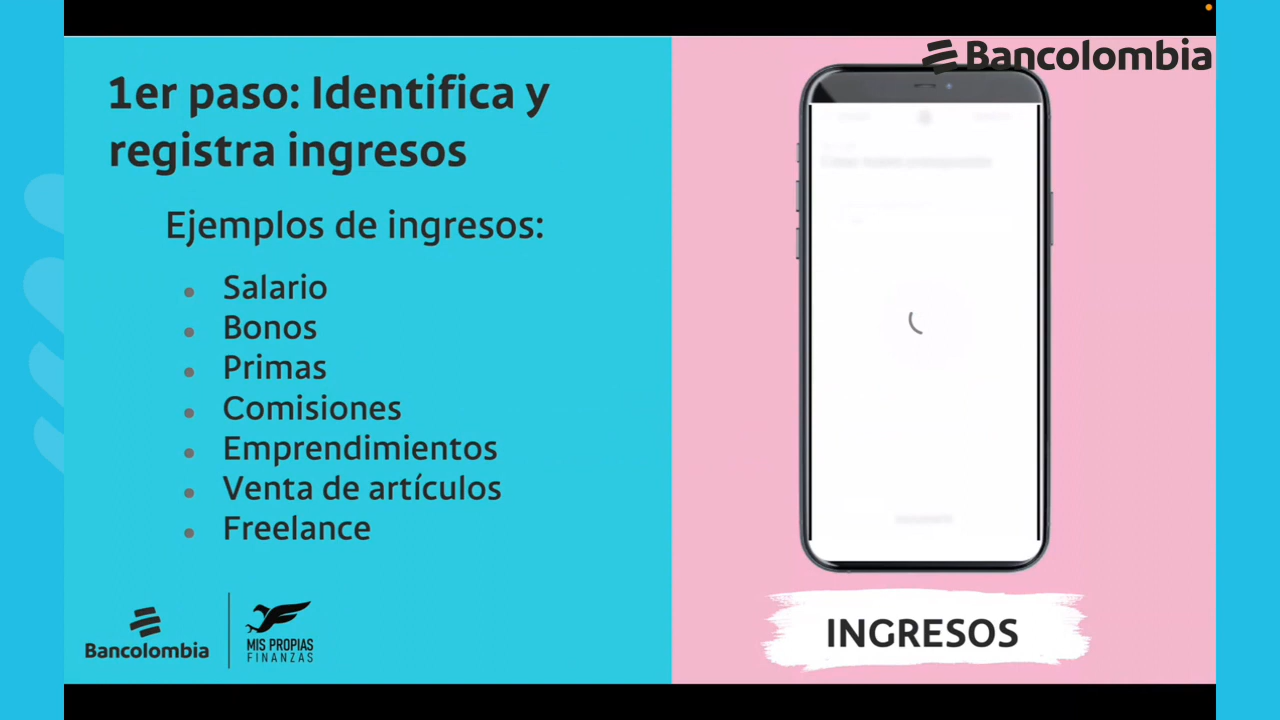 Bancolombia
1er paso: Identifica y
registra ingresos
Ejemplos de ingresos:
• Salario
• Bonos
• Primas
• Comisiones
• Emprendimientos
• Venta de artículos
• Freelance
Bancolombia
MIS PROPIAS
FINANZAS
INGRESOS